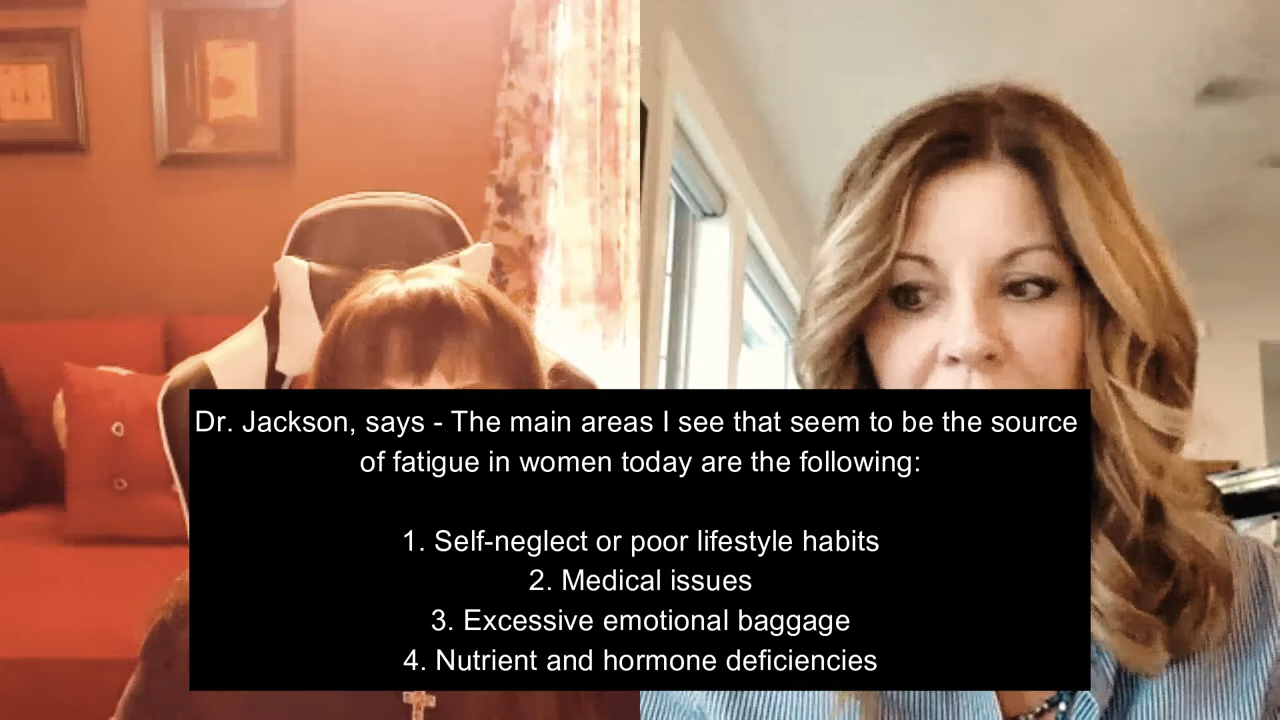 Dr. Jackson, says - The main areas I see that seem to be the source
of fatigue in women today are the following:
1. Self-neglect or poor lifestyle habits
2. Medical issues
3. Excessive emotional baggage
4. Nutrient and hormone deficiencies